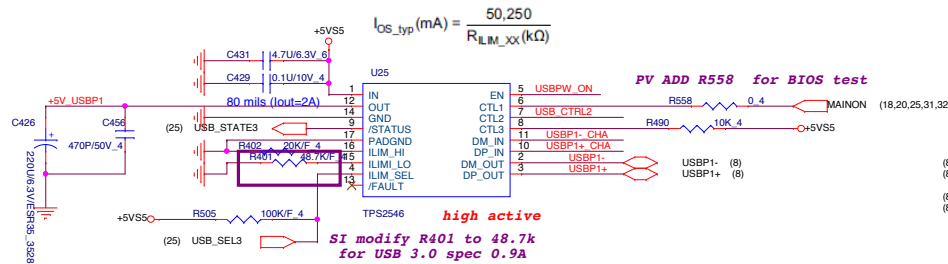 I_OS_typ(mA) = 50,250 / R_ILIM_XX(kΩ)
+5VS5
C431 4.7U/6.3V_6
C429 0.1U/10V_4
U25
PV ADD R558 for BIOS test
+5V_USBP1
80 mils (Iout=2A)
1 IN
12 OUT
14 GND
9 /STATUS
17 PADGND
16 ILIM_HI
15 ILIMI_LO
4 ILIM_SEL
13 /FAULT
EN 5 USBPW_ON
CTL1 6
CTL2 7 USB_CTRL2
CTL3 8
DM_IN 11 USBP1-_CHA
DP_IN 10 USBP1+_CHA
DM_OUT 2 USBP1-
DP_OUT 3 USBP1+
R558 0_4
MAINON (18,20,25,31,32
R490 10K_4
+5VS5
USBP1- (8)
USBP1+ (8)
C426
220U/6.3V/ESR35_3528
C456
470P/50V_4
(25) USB_STATE3
R402 20K/F_4
R401 48.7K/F_4
TPS2546
high active
+5VS5
R505 100K/F_4
(25) USB_SEL3
SI modify R401 to 48.7k
for USB 3.0 spec 0.9A